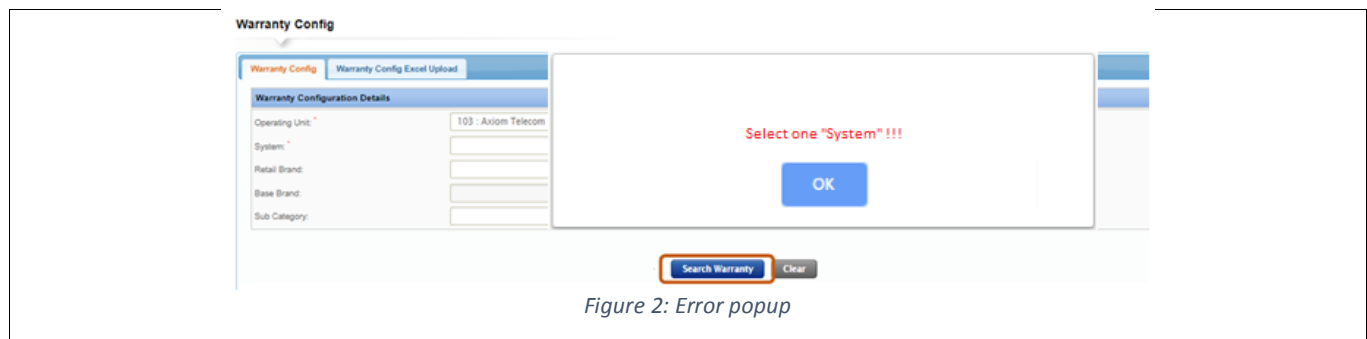 Warranty Config
Warranty Config Warranty Config Excel Upload
Warranty Configuration Details
Operating Unit: * 103 : Axiom Telecom
System: *
Retail Brand:
Base Brand:
Sub Category:
Select one "System" !!!
OK
Search Warranty Clear
Figure 2: Error popup